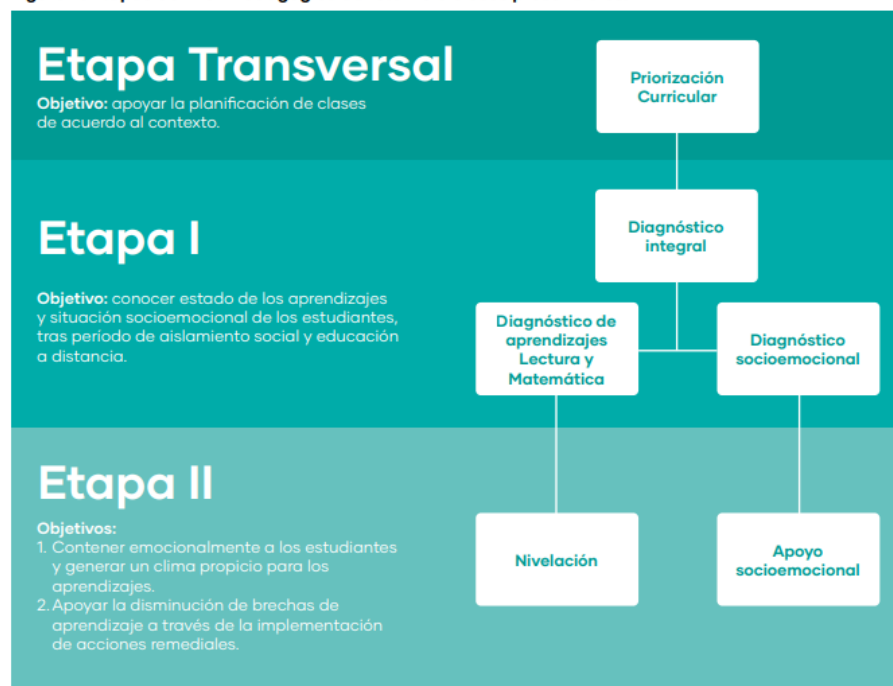 Etapa Transversal
Objetivo: apoyar la planificación de clases
de acuerdo al contexto.
Priorización
Curricular
Etapa I
Objetivo: conocer estado de los aprendizajes
y situación socioemocional de los estudiantes,
tras período de aislamiento social y educación
a distancia.
Diagnóstico
integral
Diagnóstico de
aprendizajes
Lectura y
Matemática
Diagnóstico
socioemocional
Etapa II
Objetivos:
1. Contener emocionalmente a los estudiantes
y generar un clima propicio para los
aprendizajes.
2. Apoyar la disminución de brechas de
aprendizaje a través de la implementación
de acciones remediales.
Nivelación
Apoyo
socioemocional